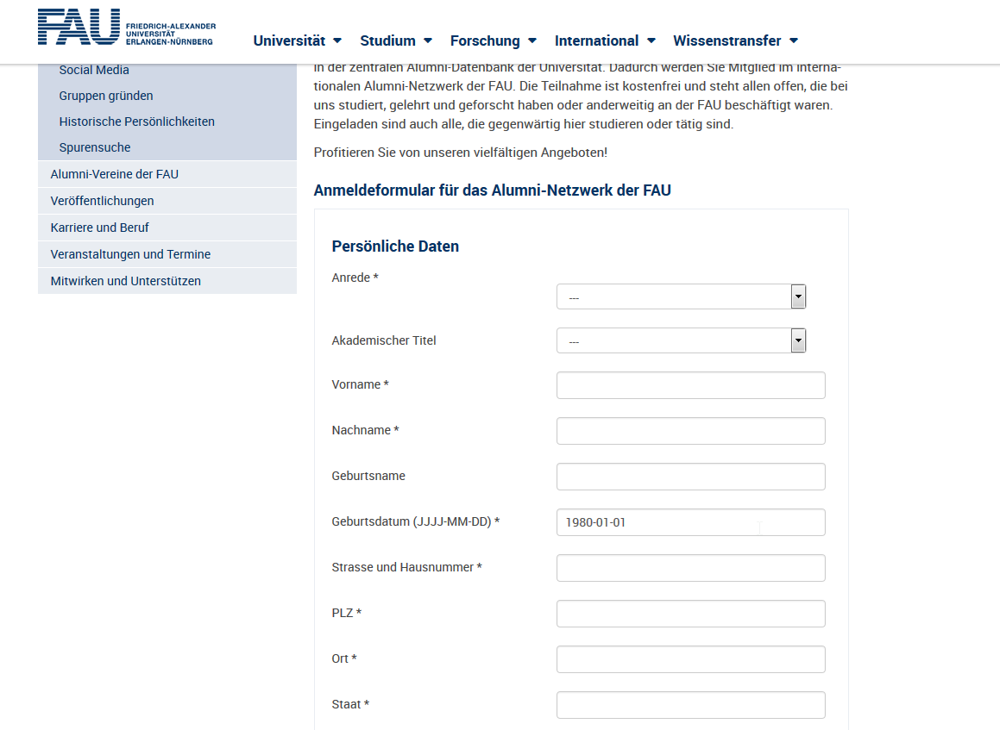 FAU FRIEDRICH-ALEXANDER
UNIVERSITÄT
ERLANGEN-NÜRNBERG
Universität Studium Forschung International Wissenstransfer
Social Media
Gruppen gründen
Historische Persönlichkeiten
Spurensuche
Alumni-Vereine der FAU
Veröffentlichungen
Karriere und Beruf
Veranstaltungen und Termine
Mitwirken und Unterstützen
in der zentralen Alumni-Datenbank der Universität. Dadurch werden Sie Mitglied im Interna-
tionalen Alumni-Netzwerk der FAU. Die Teilnahme ist kostenfrei und steht allen offen, die bei
uns studiert, gelehrt und geforscht haben oder anderweitig an der FAU beschäftigt waren.
Eingeladen sind auch alle, die gegenwärtig hier studieren oder tätig sind.
Profitieren Sie von unseren vielfältigen Angeboten!
Anmeldeformular für das Alumni-Netzwerk der FAU
Persönliche Daten
Anrede *
---
Akademischer Titel
---
Vorname *
Nachname *
Geburtsname
Geburtsdatum (JJJJ-MM-DD) *
1980-01-01
Strasse und Hausnummer *
PLZ *
Ort *
Staat *